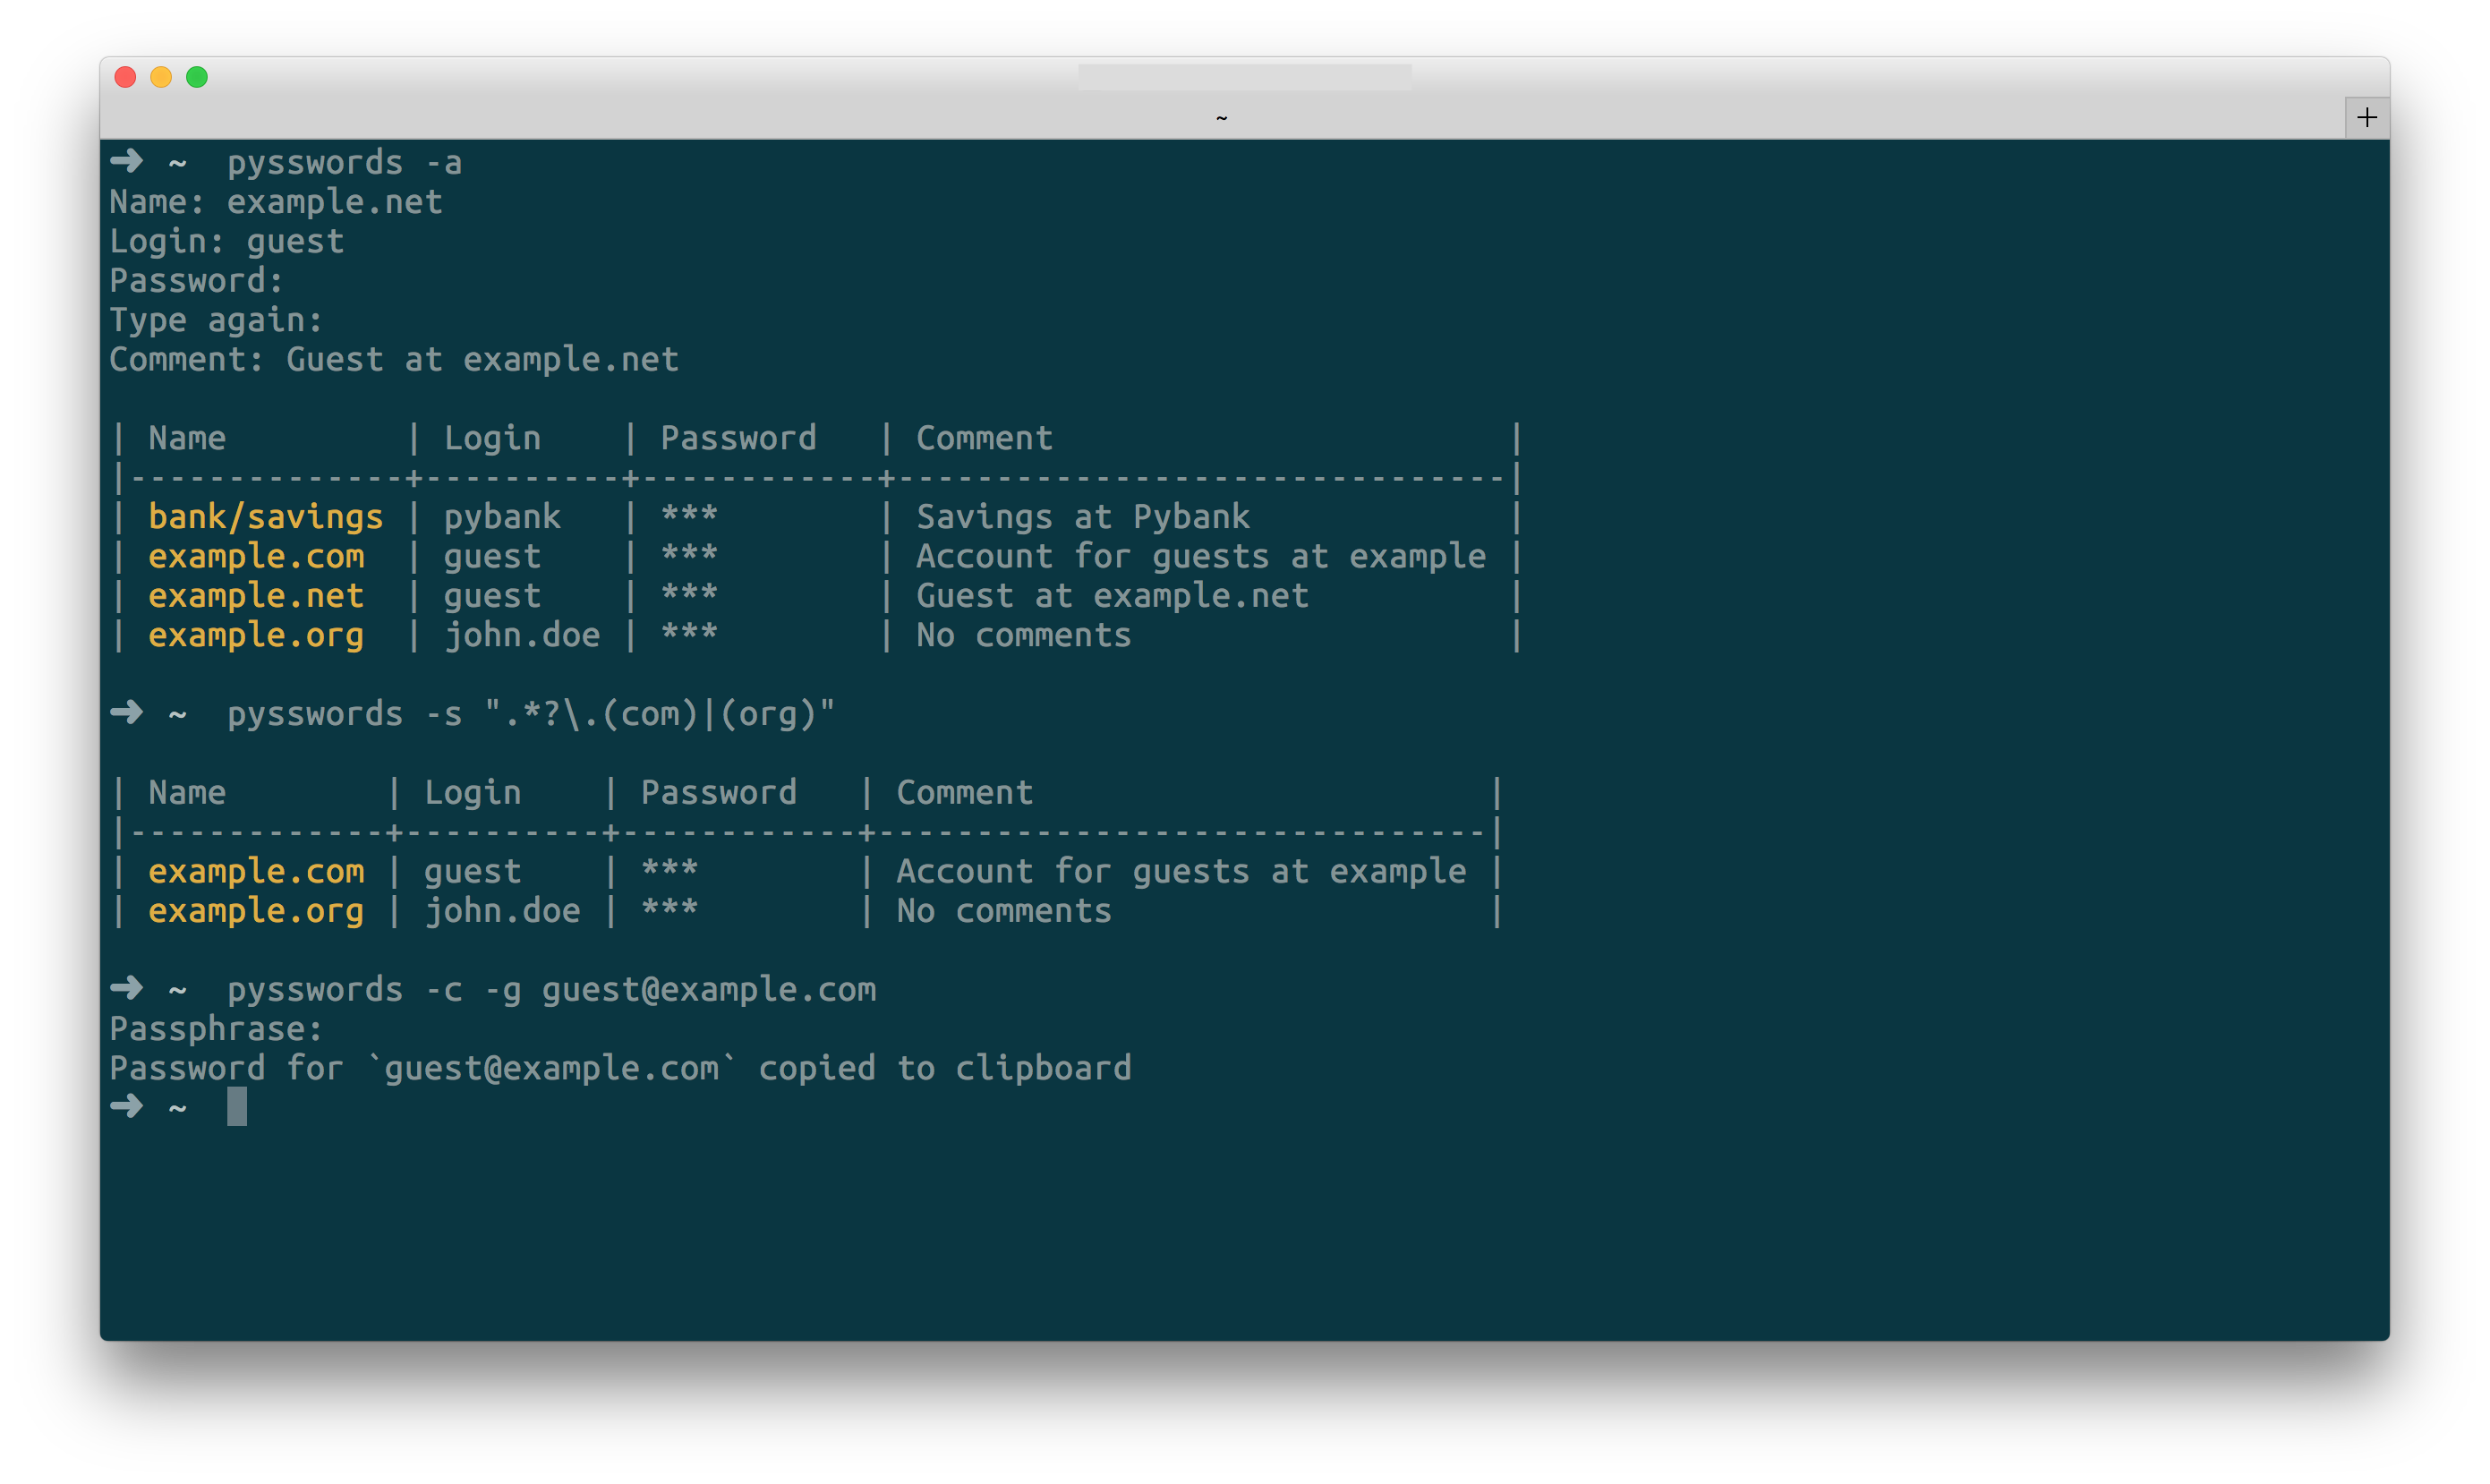 ~
+
➜ ~ pysswords -a
Name: example.net
Login: guest
Password:
Type again:
Comment: Guest at example.net
| Name         | Login    | Password   | Comment                       |
|--------------+----------+------------+-------------------------------|
| bank/savings | pybank   | ***        | Savings at Pybank             |
| example.com  | guest    | ***        | Account for guests at example |
| example.net  | guest    | ***        | Guest at example.net          |
| example.org  | john.doe | ***        | No comments                   |
➜ ~ pysswords -s ".*?\.(com)|(org)"
| Name        | Login    | Password   | Comment                       |
|-------------+----------+------------+-------------------------------|
| example.com | guest    | ***        | Account for guests at example |
| example.org | john.doe | ***        | No comments                   |
➜ ~ pysswords -c -g guest@example.com
Passphrase:
Password for `guest@example.com` copied to clipboard
➜ ~